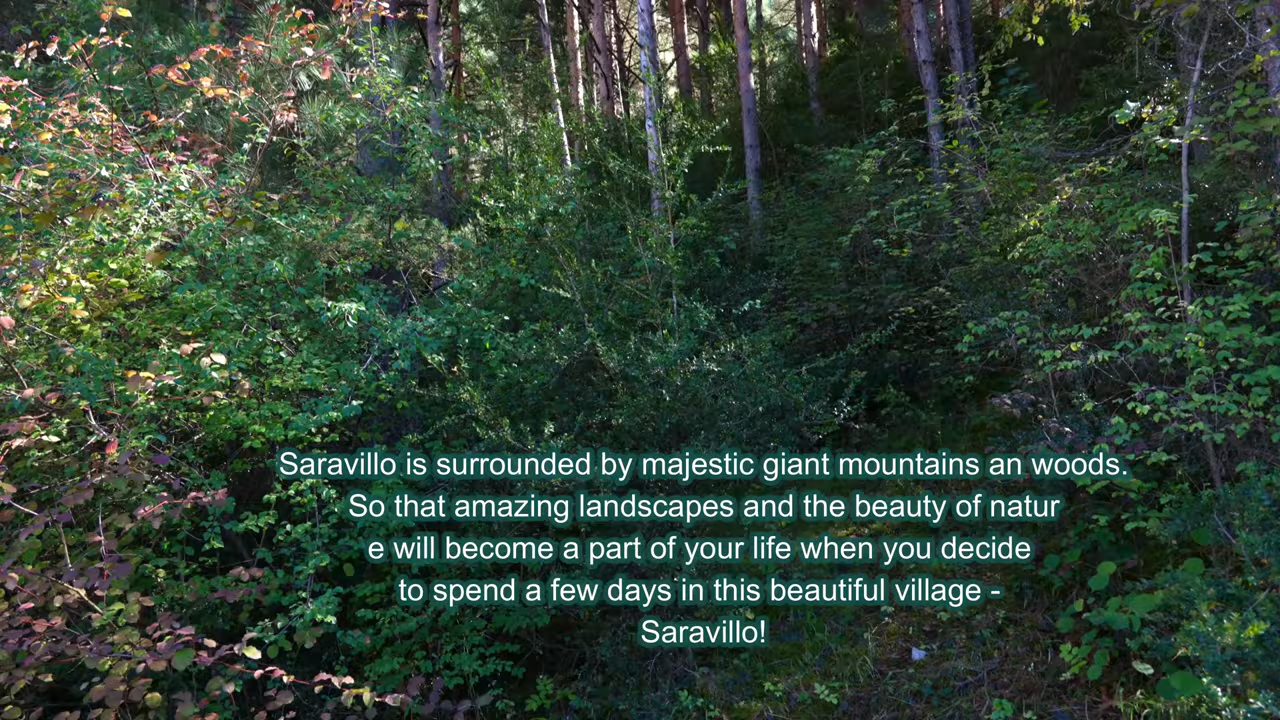 Saravillo is surrounded by majestic giant mountains an woods.
So that amazing landscapes and the beauty of natur
e will become a part of your life when you decide
to spend a few days in this beautiful village -
Saravillo!